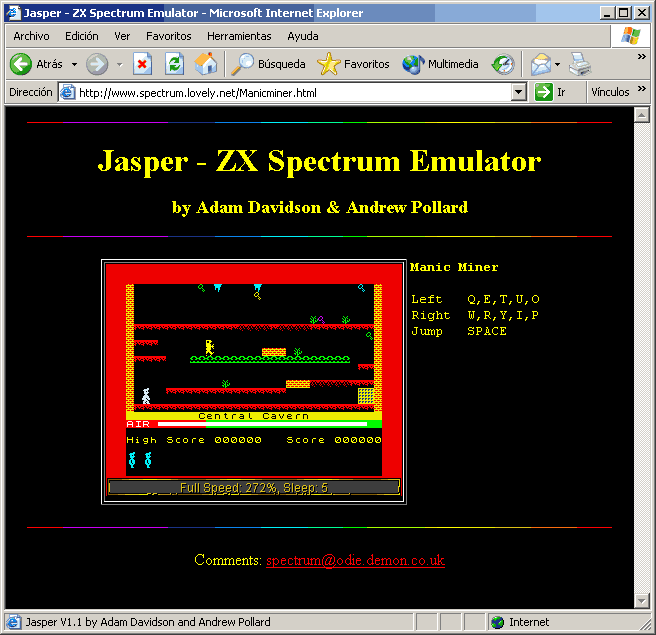 Jasper - ZX Spectrum Emulator - Microsoft Internet Explorer
Archivo Edición Ver Favoritos Herramientas Ayuda
Atrás Búsqueda Favoritos Multimedia »
Dirección http://www.spectrum.lovely.net/Manicminer.html Ir Vínculos »
Jasper - ZX Spectrum Emulator
by Adam Davidson & Andrew Pollard
Manic Miner
Left Q,E,T,U,O
Right W,R,Y,I,P
Jump SPACE
Central Cavern
AIR
High Score 000000 Score 000000
Full Speed: 272%, Sleep: 5
Comments: spectrum@odie.demon.co.uk
Jasper V1.1 by Adam Davidson and Andrew Pollard Internet